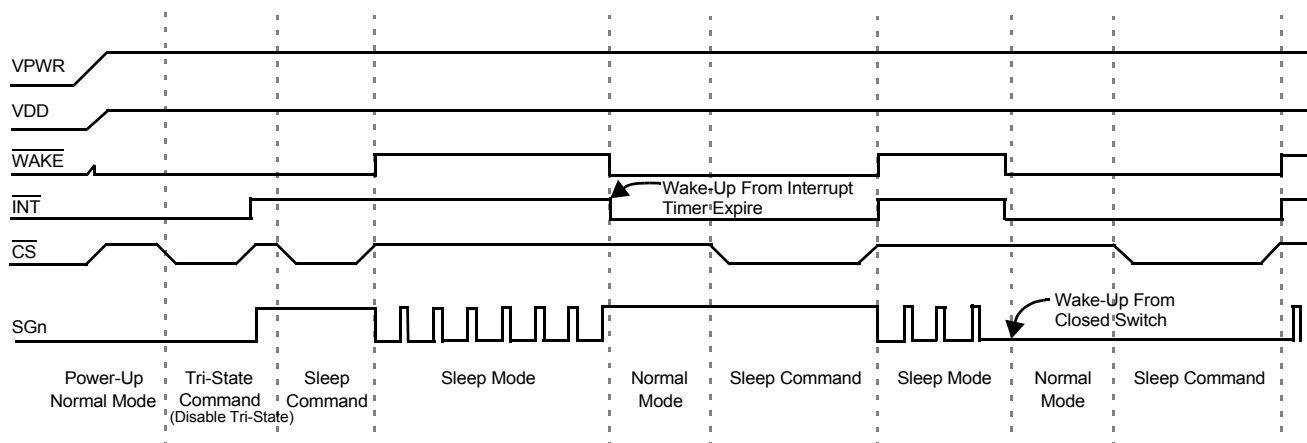 VPWR
VDD
WAKE
INT
Wake-Up From Interrupt
Timer Expire
CS
SGn
Wake-Up From
Closed Switch
Power-Up
Normal Mode
Tri-State
Command
(Disable Tri-State)
Sleep
Command
Sleep Mode
Normal
Mode
Sleep Command
Sleep Mode
Normal
Mode
Sleep Command